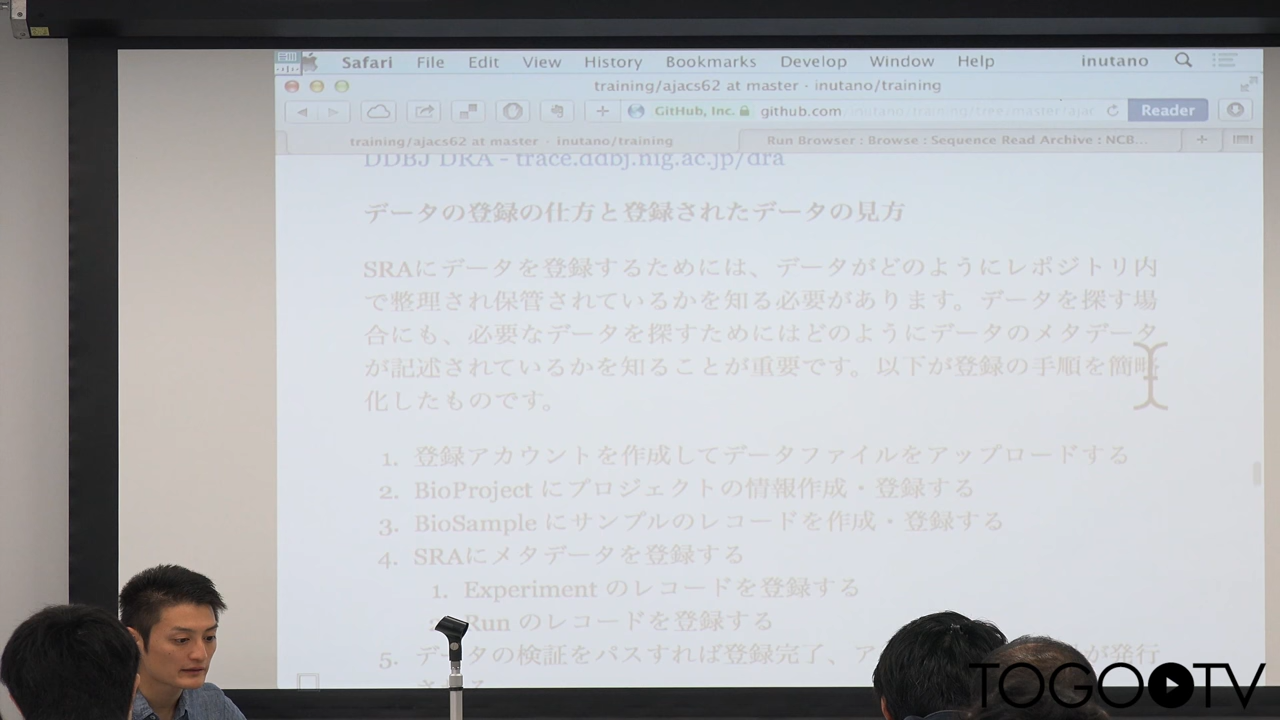 Safari File Edit View History Bookmarks Develop Window Help inutano
training/ajacs62 at master - inutano/training
GitHub, Inc. github.com inutano/training/tree/master/ajac Reader
training/ajacs62 at master - inutano/training Run Browser : Browse : Sequence Read Archive : NCB...
DDBJ DRA - trace.ddbj.nig.ac.jp/dra
データの登録の仕方と登録されたデータの見方
SRAにデータを登録するためには、データがどのようにレポジトリ内
で整理され保管されているかを知る必要があります。データを探す場
合にも、必要なデータを探すためにはどのようにデータのメタデータ
が記述されているかを知ることが重要です。以下が登録の手順を簡略
化したものです。
1. 登録アカウントを作成してデータファイルをアップロードする
2. BioProject にプロジェクトの情報作成・登録する
3. BioSample にサンプルのレコードを作成・登録する
4. SRAにメタデータを登録する
1. Experiment のレコードを登録する
2. Run のレコードを登録する
5. データの検証をパスすれば登録完了、ア が発行
される
TOGO TV